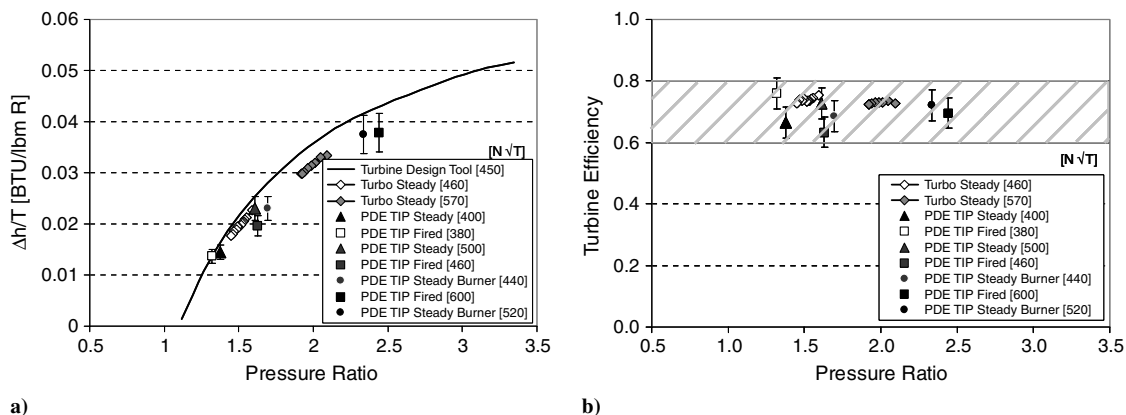 0.06
0.05
0.04
0.03
0.02
0.01
0
Δh/T [BTU/lbm R]
0.5 1 1.5 2 2.5 3 3.5
Pressure Ratio
[N √T]
Turbine Design Tool [450]
Turbo Steady [460]
Turbo Steady [570]
PDE TIP Steady [400]
PDE TIP Fired [380]
PDE TIP Steady [500]
PDE TIP Fired [460]
PDE TIP Steady Burner [440]
PDE TIP Fired [600]
PDE TIP Steady Burner [520]
a)
1.0
0.8
0.6
0.4
0.2
0.0
Turbine Efficiency
0.5 1.0 1.5 2.0 2.5 3.0 3.5
Pressure Ratio
[N √T]
Turbo Steady [460]
Turbo Steady [570]
PDE TIP Steady [400]
PDE TIP Fired [380]
PDE TIP Steady [500]
PDE TIP Fired [460]
PDE TIP Steady Burner [440]
PDE TIP Fired [600]
PDE TIP Steady Burner [520]
b)